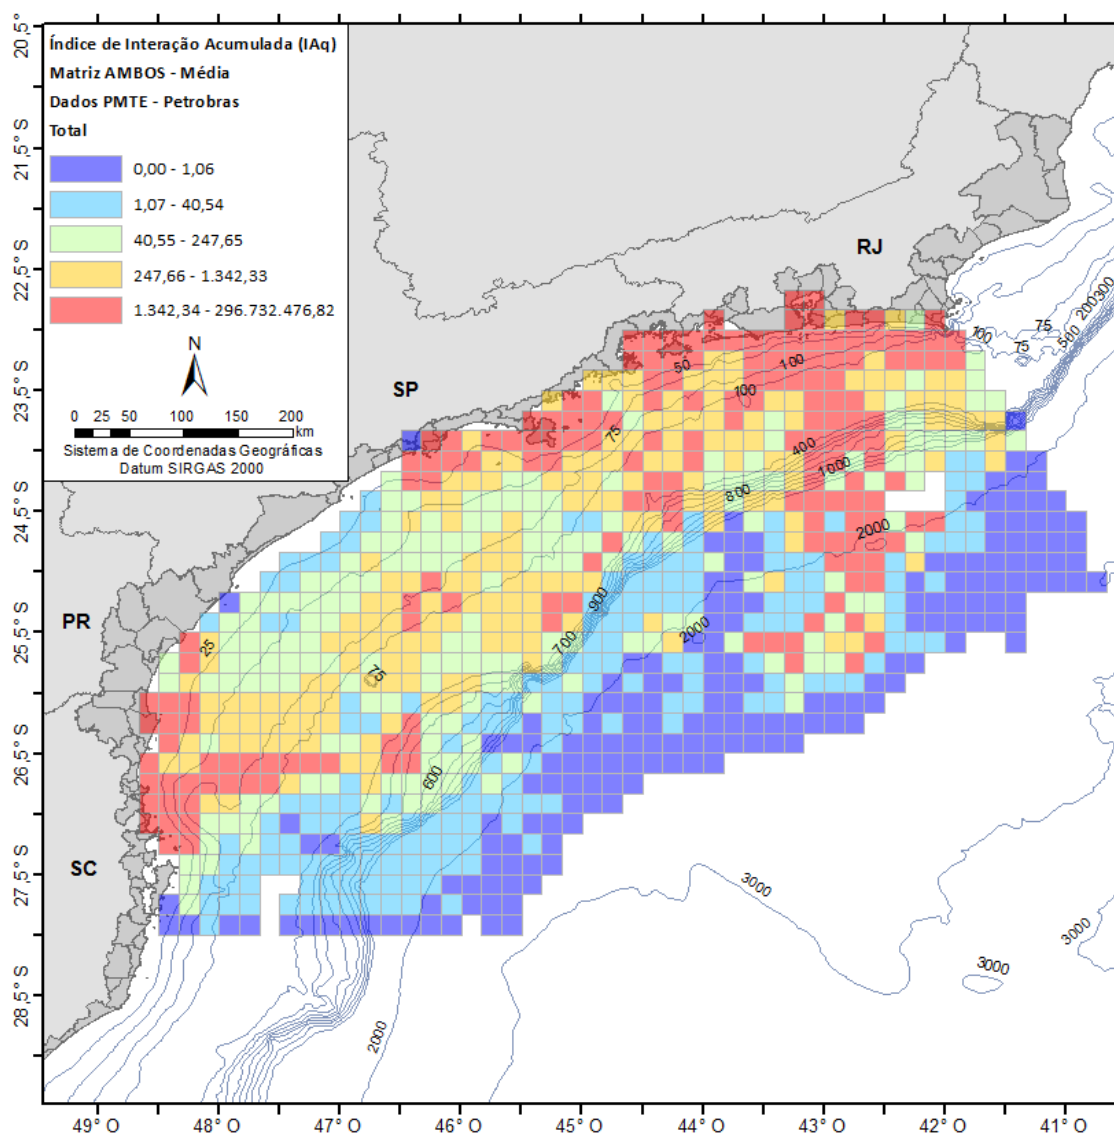 Índice de Interação Acumulada (IAq)
Matriz AMBOS - Média
Dados PMTE - Petrobras
Total
0,00 - 1,06
1,07 - 40,54
40,55 - 247,65
247,66 - 1.342,33
1.342,34 - 296.732.476,82
N
0 25 50 100 150 200
km
Sistema de Coordenadas Geográficas
Datum SIRGAS 2000
20,5°
21,5° S
22,5° S
23,5° S
24,5° S
25,5° S
26,5° S
27,5° S
28,5° S
RJ
SP
PR
SC
100
75
75
500
200
300
50
100
100
75
400
1000
800
2000
900
700
2000
25
75
600
3000
3000
3000
2000
49° O 48° O 47° O 46° O 45° O 44° O 43° O 42° O 41° O